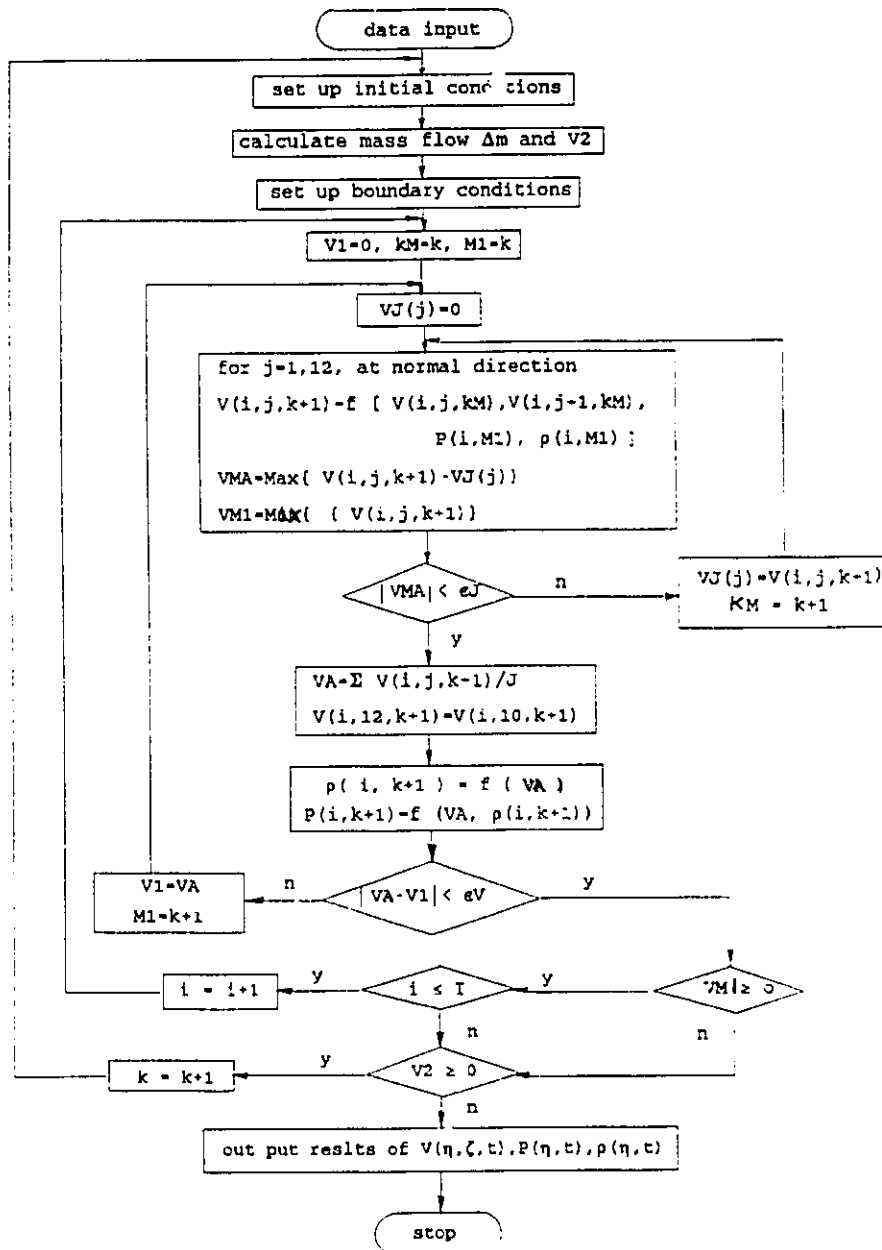 data input
set up initial conditions
calculate mass flow Δm and V2
set up boundary conditions
V1=0, kM=k, M1=k
VJ(j)=0
for j=1,12, at normal direction
V(i,j,k+1)=f [ V(i,j,kM),V(i,j+1,kM),
P(i,M1), ρ(i,M1) ]
VMA=Max{ V(i,j,k+1)-VJ(j)}
VM1=Max{ { V(i,j,k+1)}
|VMA|< eJ
n
VJ(j)=V(i,j,k+1)
KM = k+1
y
VA=Σ V(i,j,k+1)/J
V(i,12,k+1)=V(i,10,k+1)
ρ( i, k+1 ) = f ( VA )
P(i,k+1)=f (VA, ρ(i,k+1))
V1=VA
M1=k+1
n
|VA-V1|< eV
y
i = i+1
y
i ≤ I
y
VM1≥
n
n
k = k+1
y
V2 ≥ 0
n
out put reslts of V(η,ζ,t),P(η,t),ρ(η,t)
stop